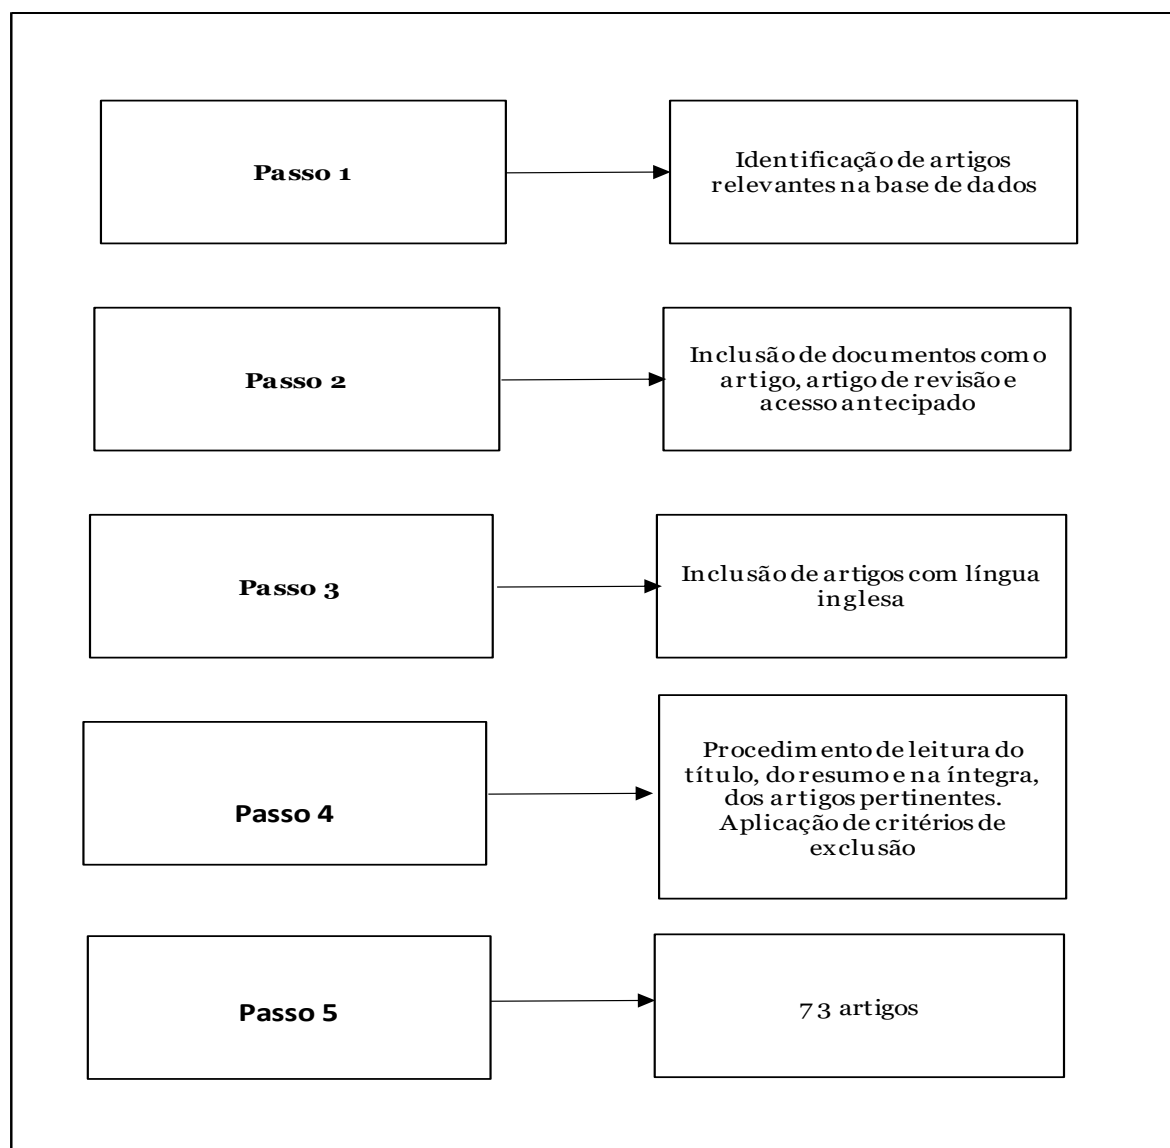 Passo 1
Identificação de artigos
relevantes na base de dados
Passo 2
Inclusão de documentos como
artigo, artigo de revisão e
acesso antecipado
Passo 3
Inclusão de artigos com língua
inglesa
Passo 4
Procedimento de leitura do
título, do resumo e na íntegra,
dos artigos pertinentes.
Aplicação de critérios de
exclusão
Passo 5
73 artigos